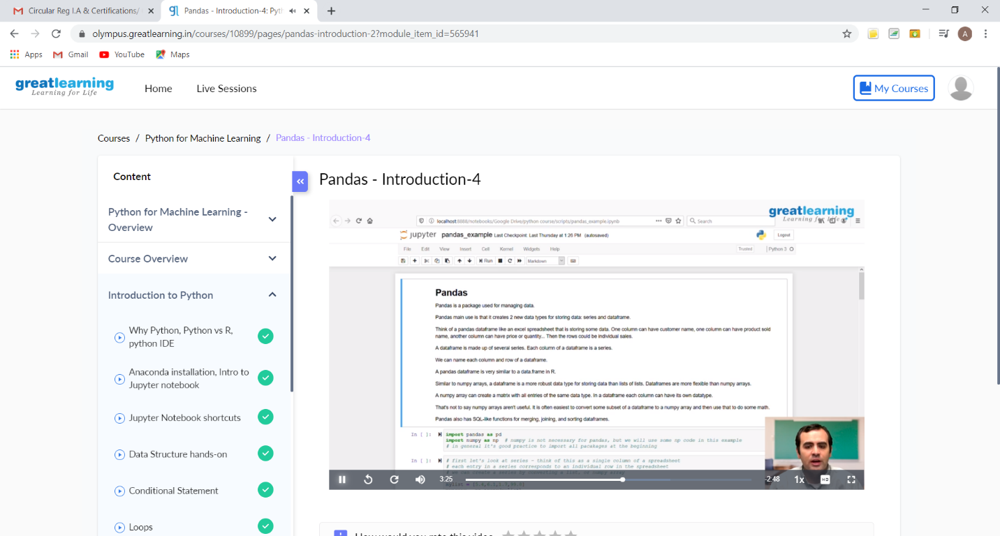 Circular Reg I.A & Certifications/
Pandas - Introduction-4: Pyth
olympus.greatlearning.in/courses/10899/pages/pandas-introduction-2?module_item_id=565941
A
Apps
Gmail
YouTube
Maps
greatlearning
Learning for Life
Home
Live Sessions
My Courses
Courses / Python for Machine Learning / Pandas - Introduction-4
Content
Python for Machine Learning -
Overview
Course Overview
Introduction to Python
Why Python, Python vs R,
python IDE
Anaconda installation, Intro to
Jupyter notebook
Jupyter Notebook shortcuts
Data Structure hands-on
Conditional Statement
Loops
Pandas - Introduction-4
greatlearning
Learning for Life
localhost:8888/notebooks/Google Drive/python course/scripts/pandas_example.ipynb
Search
jupyter pandas_example Last Checkpoint: Last Thursday at 1:26 PM (autosaved)
Logout
File Edit View Insert Cell Kernel Widgets Help
Trusted
Python 3
Run
Markdown
Pandas
Pandas is a package used for managing data.
Pandas main use is that it creates 2 new data types for storing data: series and dataframe.
Think of a pandas dataframe like an excel spreadsheet that is storing some data. One column can have customer name, one column can have product sold
name, another column can have price or quantity... Then the rows could be individual sales.
A dataframe is made up of several series. Each column of a dataframe is a series.
We can name each column and row of a dataframe.
A pandas dataframe is very similar to a data.frame in R.
Similar to numpy arrays, a dataframe is a more robust data type for storing data than lists of lists. Dataframes are more flexible than numpy arrays.
A numpy array can create a matrix with all entries of the same data type. In a dataframe each column can have its own datatype.
That's not to say numpy arrays aren't useful. It is often easiest to convert some subset of a dataframe to a numpy array and then use that to do some math.
Pandas also has SQL-like functions for merging, joining, and sorting dataframes.
In [ ]: import pandas as pd
import numpy as np # numpy is not necessary for pandas, but we will use some np code in this example
# in general it's good practice to import all pacakages at the beginning
In [ ]: # first let's look at series - think of this as a single column of a spreadsheet
# each entry in a series corresponds to an individual row in the spreadsheet
# we can create a series by converting a list, or numpy array
3:25
-2:48
1x
HD
How would you rate this video